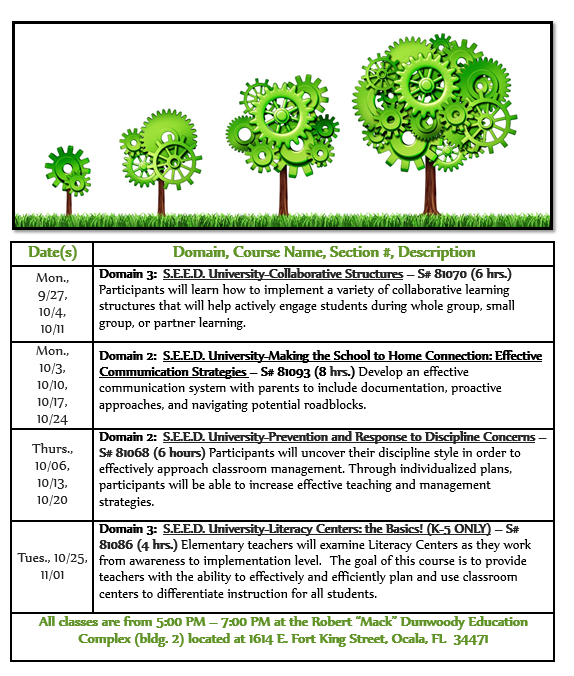 Date(s)
Domain, Course Name, Section #, Description
Mon.,
9/27,
10/4,
10/11
Domain 3: S.E.E.D. University-Collaborative Structures – S# 81070 (6 hrs.)
Participants will learn how to implement a variety of collaborative learning
structures that will help actively engage students during whole group, small
group, or partner learning.
Mon.,
10/3,
10/10,
10/17,
10/24
Domain 2: S.E.E.D. University-Making the School to Home Connection: Effective
Communication Strategies – S# 81093 (8 hrs.) Develop an effective
communication system with parents to include documentation, proactive
approaches, and navigating potential roadblocks.
Thurs.,
10/06,
10/13,
10/20
Domain 2: S.E.E.D. University-Prevention and Response to Discipline Concerns –
S# 81068 (6 hours) Participants will uncover their discipline style in order to
effectively approach classroom management. Through individualized plans,
participants will be able to increase effective teaching and management
strategies.
Tues., 10/25,
11/01
Domain 3: S.E.E.D. University-Literacy Centers: the Basics! (K-5 ONLY) – S#
81086 (4 hrs.) Elementary teachers will examine Literacy Centers as they work
from awareness to implementation level. The goal of this course is to provide
teachers with the ability to effectively and efficiently plan and use classroom
centers to differentiate instruction for all students.
All classes are from 5:00 PM – 7:00 PM at the Robert “Mack” Dunwoody Education
Complex (bldg. 2) located at 1614 E. Fort King Street, Ocala, FL 34471